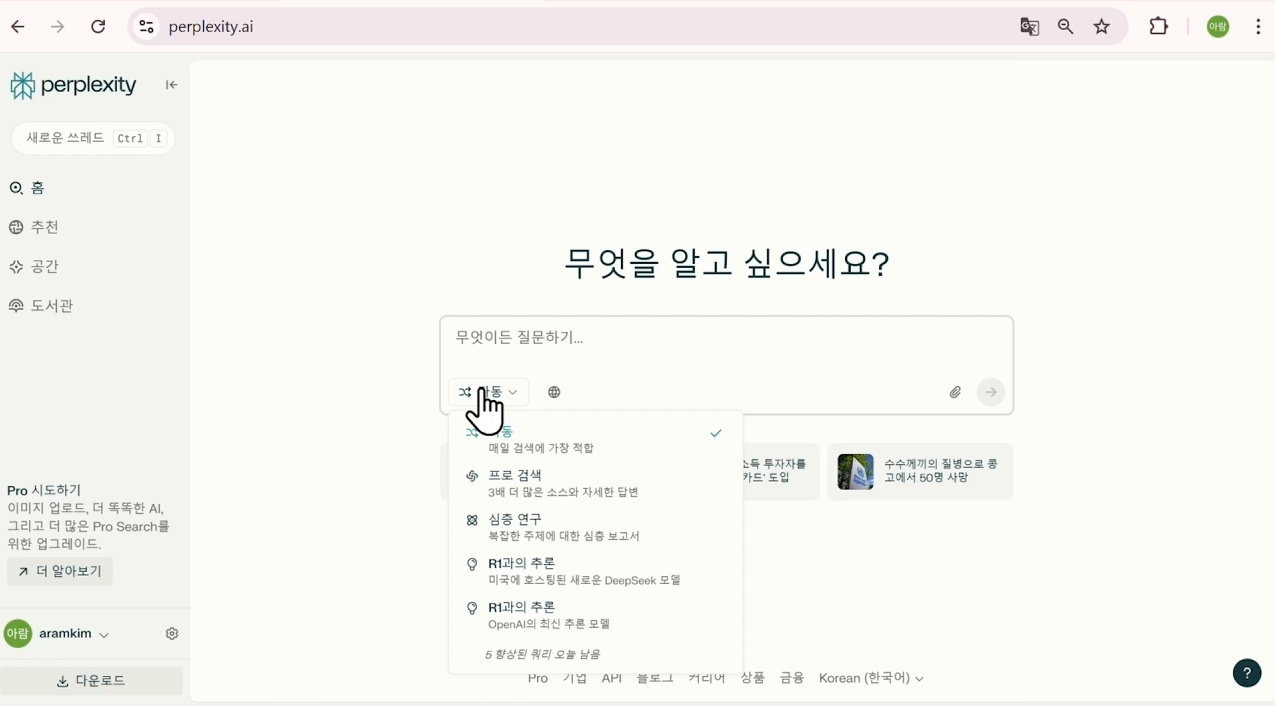 perplexity.ai
아람
perplexity
새로운 쓰레드 Ctrl I
홈
추천
공간
도서관
Pro 시도하기
이미지 업로드, 더 똑똑한 AI,
그리고 더 많은 Pro Search를
위한 업그레이드.
더 알아보기
아람 aramkim
다운로드
무엇을 알고 싶으세요?
무엇이든 질문하기...
매일 검색에 가장 적합
프로 검색
3배 더 많은 소스와 자세한 답변
심층 연구
복잡한 주제에 대한 심층 보고서
R1과의 추론
미국에 호스팅된 새로운 DeepSeek 모델
R1과의 추론
OpenAI의 최신 추론 모델
5 향상된 쿼리 오늘 남음
소득 투자자를
카드' 도입
수수께끼의 질병으로 콩
고에서 50명 사망
Pro 기업 API 블로그 커리어 상품 금융 Korean (한국어)
?